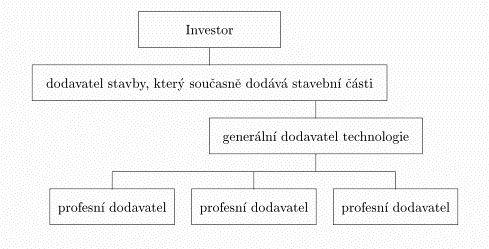 Investor
dodavatel stavby, který současně dodává stavební části
generální dodavatel technologie
profesní dodavatel
profesní dodavatel
profesní dodavatel